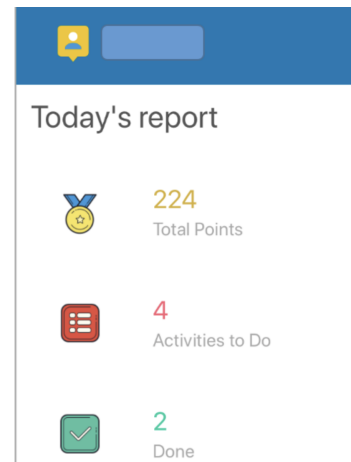 Today's report
224
Total Points
4
Activities to Do
2
Done